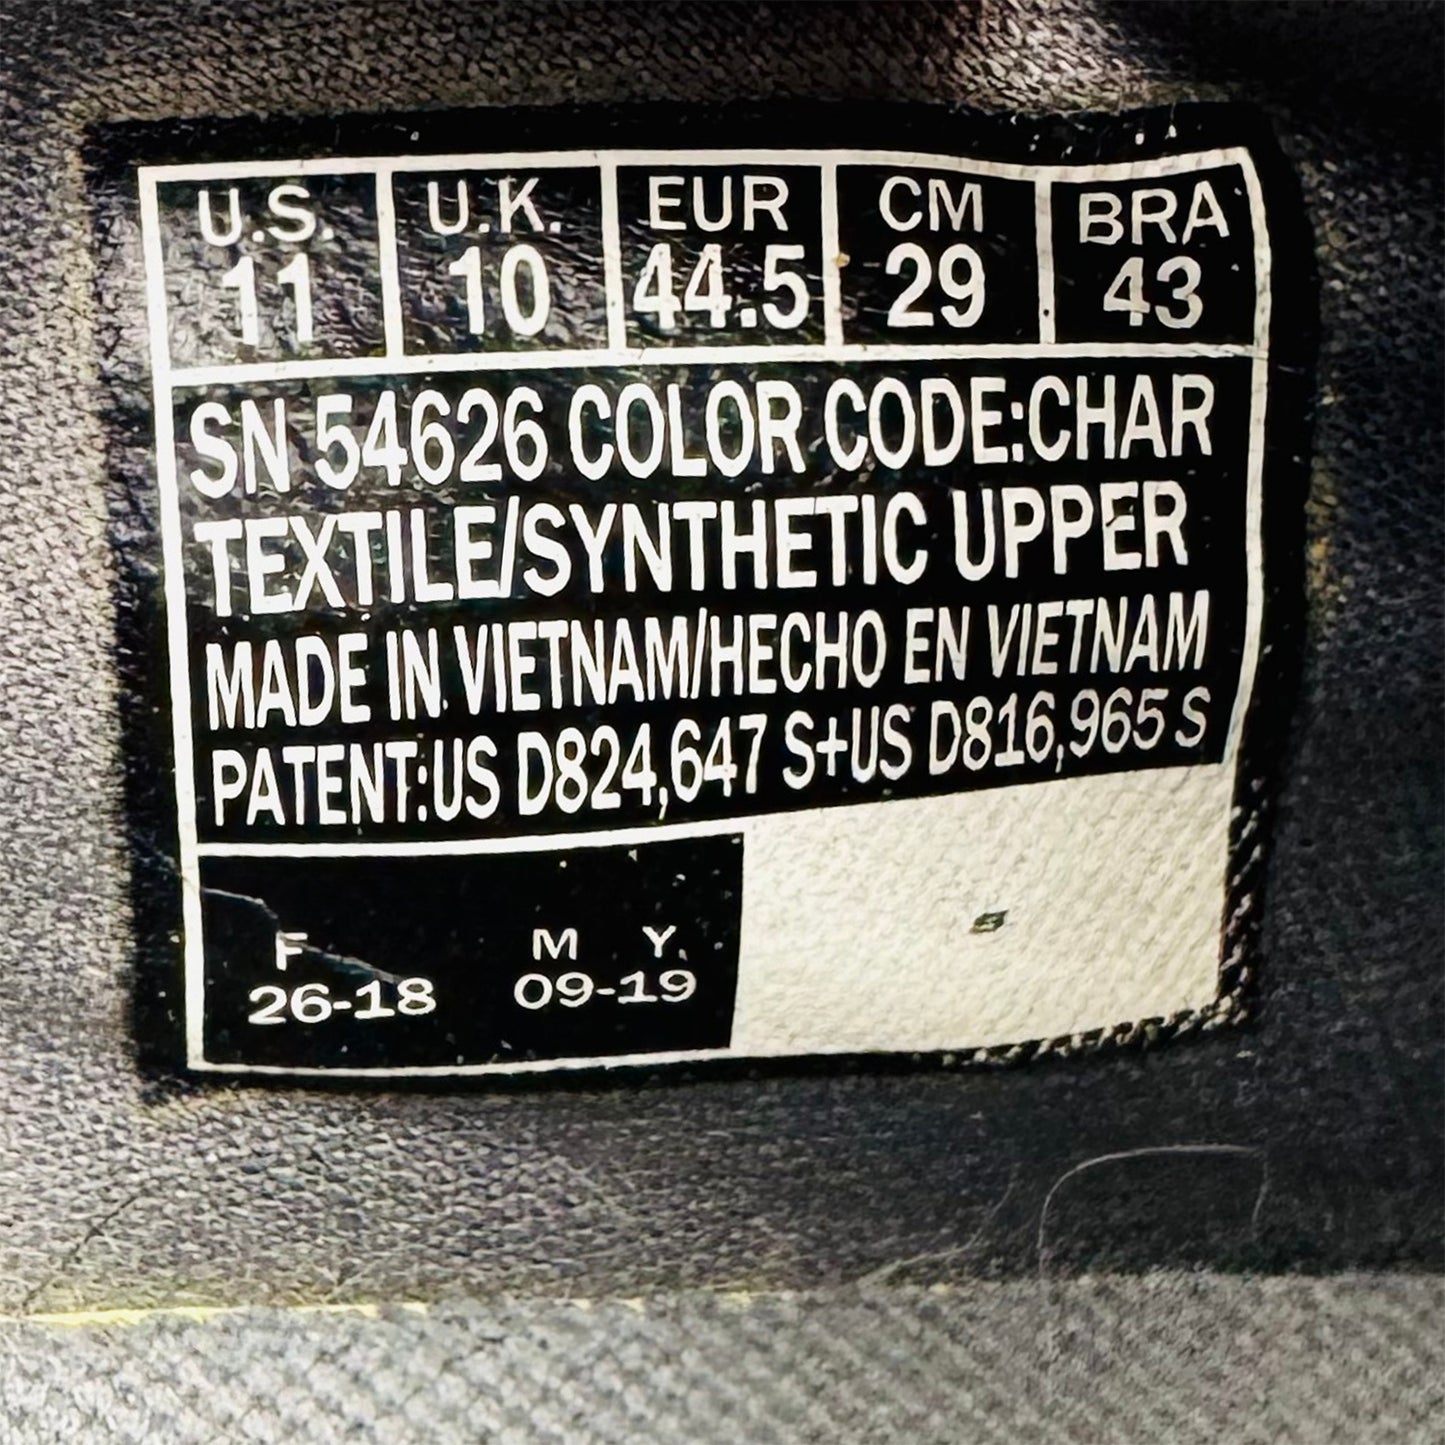 U.S. U.K. EUR CM BRA
11 10 44.5 29 43
SN 54626 COLOR CODE:CHAR
TEXTILE/SYNTHETIC UPPER
MADE IN VIETNAM/HECHO EN VIETNAM
PATENT:US D824,647 S+US D816,965 S
F M Y.
26-18 09-19